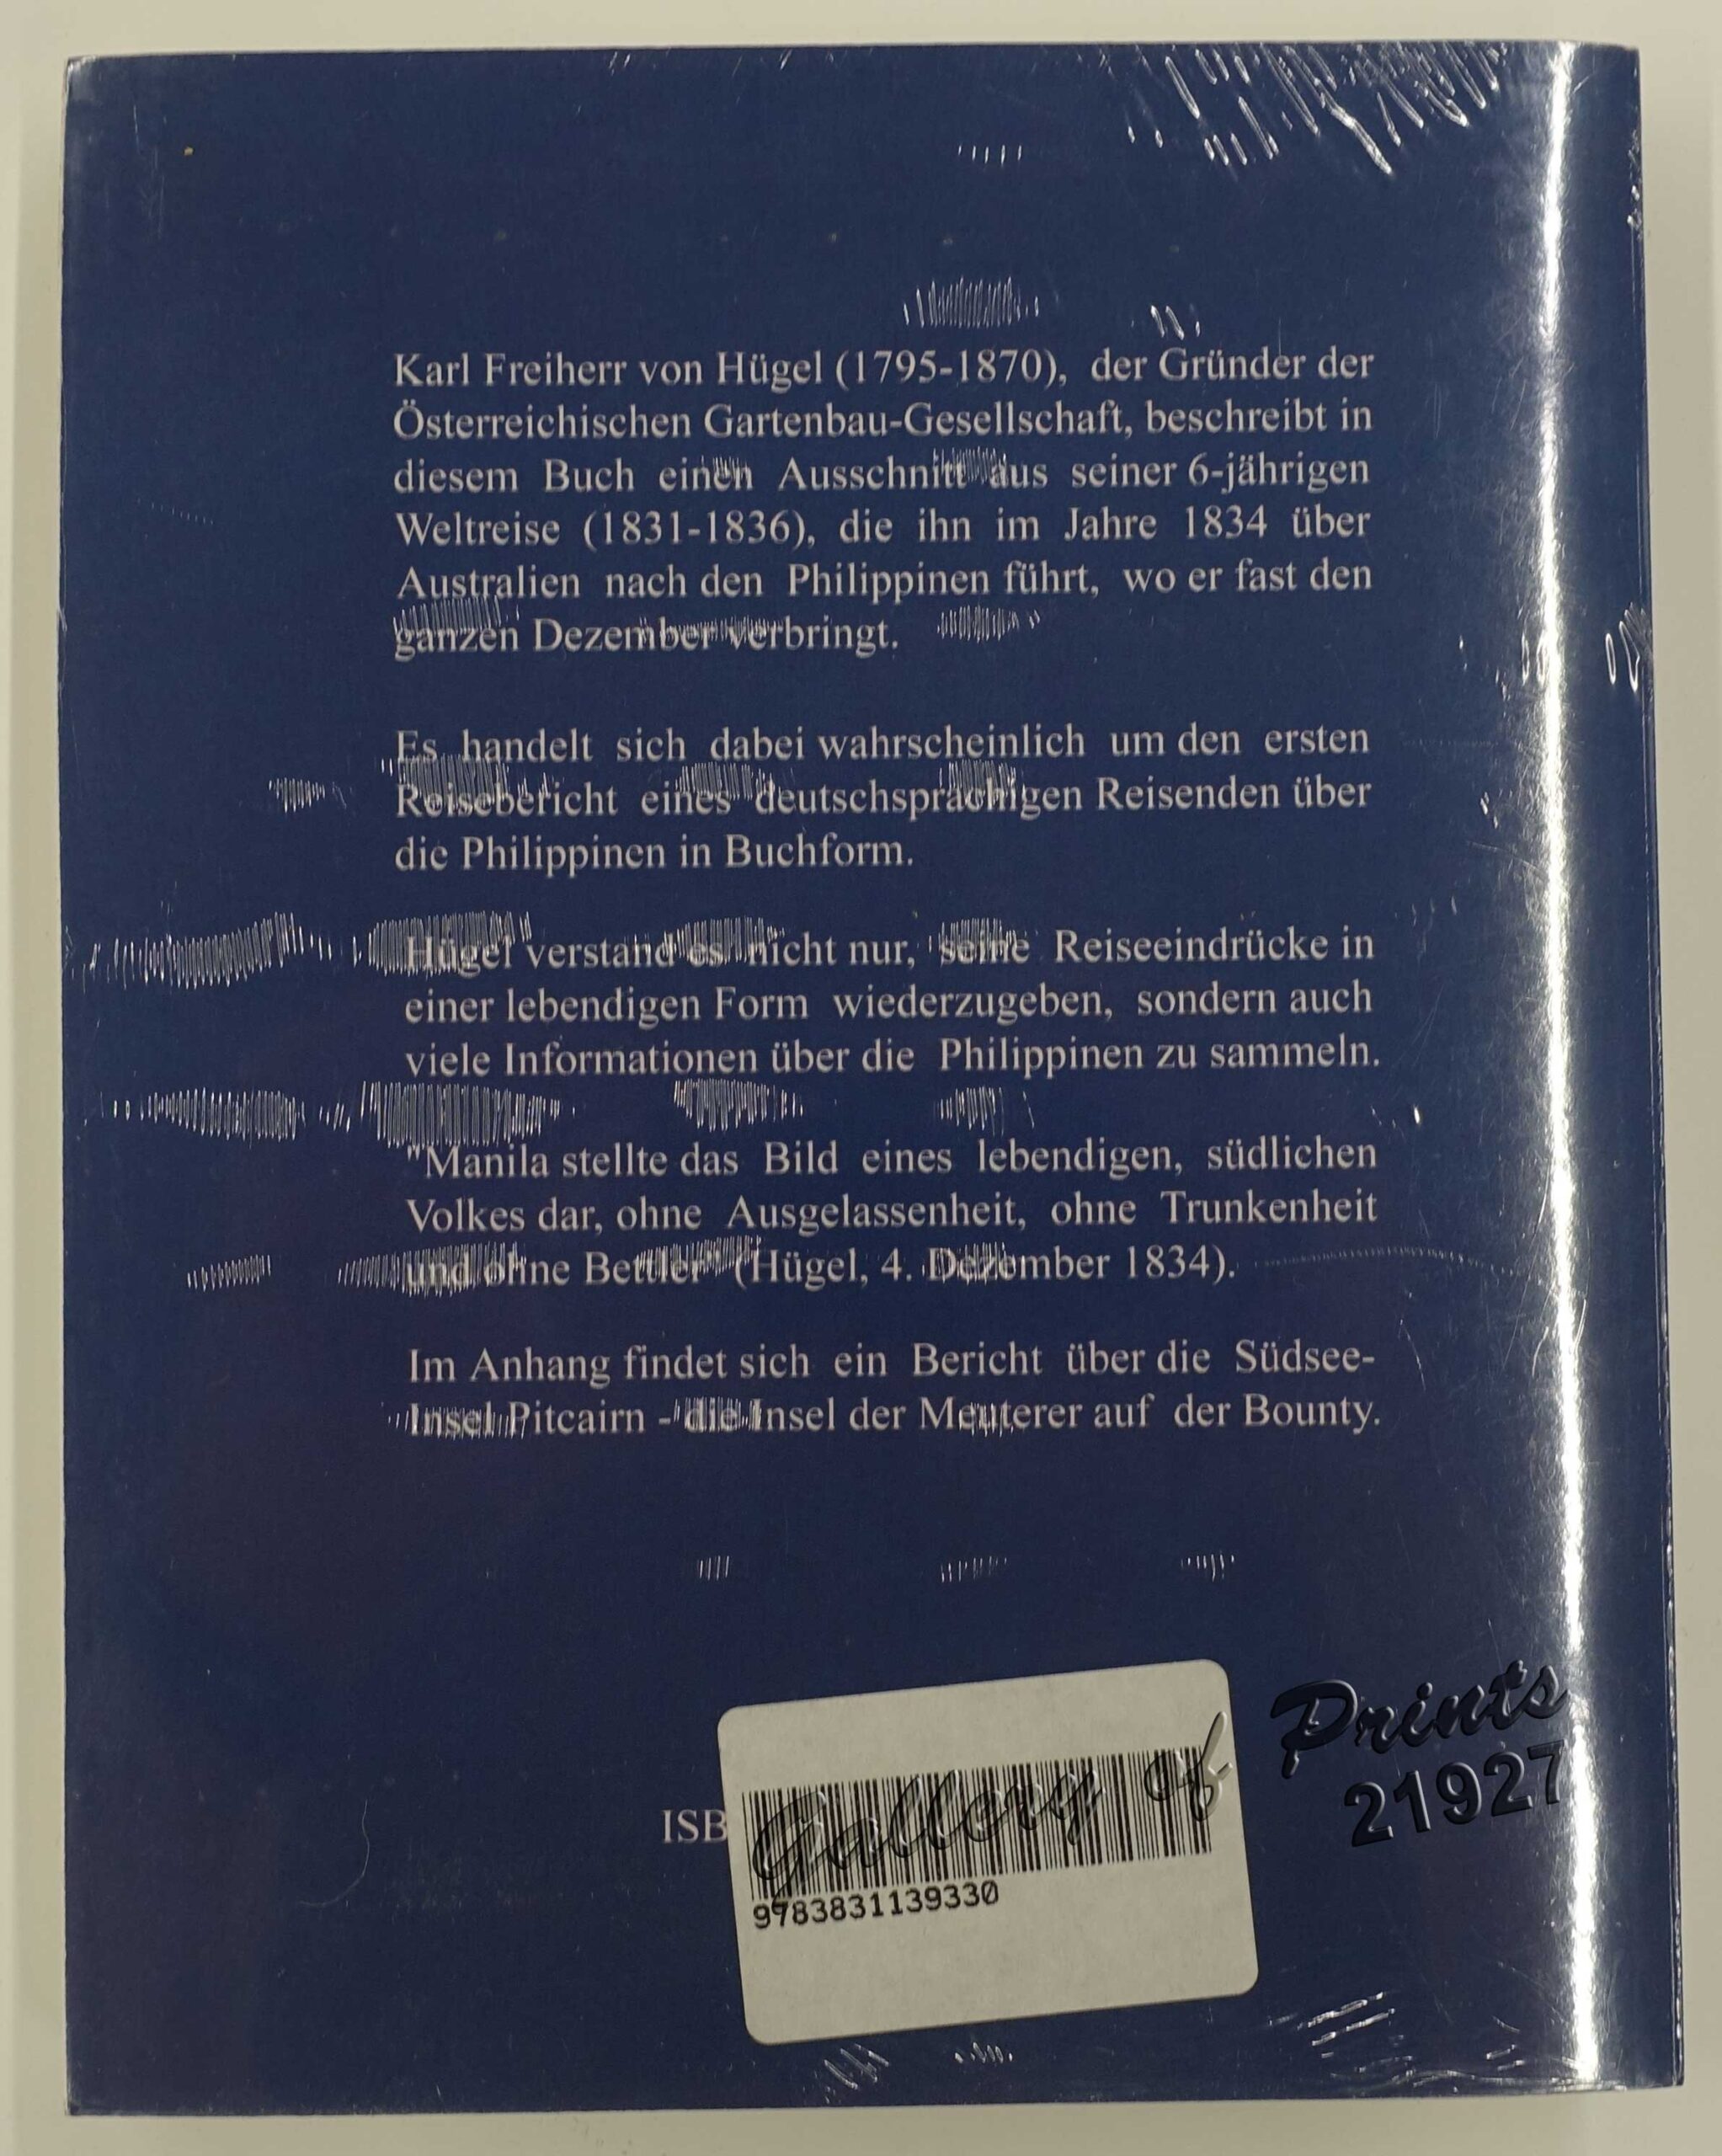 Karl Freiherr von Hügel (1795-1870), der Gründer der
Österreichischen Gartenbau-Gesellschaft, beschreibt in
diesem Buch einen Ausschnitt aus seiner 6-jährigen
Weltreise (1831-1836), die ihn im Jahre 1834 über
Australien nach den Philippinen führt, wo er fast den
ganzen Dezember verbringt.
Es handelt sich dabei wahrscheinlich um den ersten
Reisebericht eines deutschsprachigen Reisenden über
die Philippinen in Buchform.
Hügel verstand es nicht nur, seine Reiseeindrücke in
einer lebendigen Form wiederzugeben, sondern auch
viele Informationen über die Philippinen zu sammeln.
"Manila stellte das Bild eines lebendigen, südlichen
Volkes dar, ohne Ausgelassenheit, ohne Trunkenheit
und ohne Bettler" (Hügel, 4. Dezember 1834).
Im Anhang findet sich ein Bericht über die Südsee-
Insel Pitcairn - die Insel der Meuterer auf der Bounty.
ISB
9783831139330
Gallery of Prints
21927